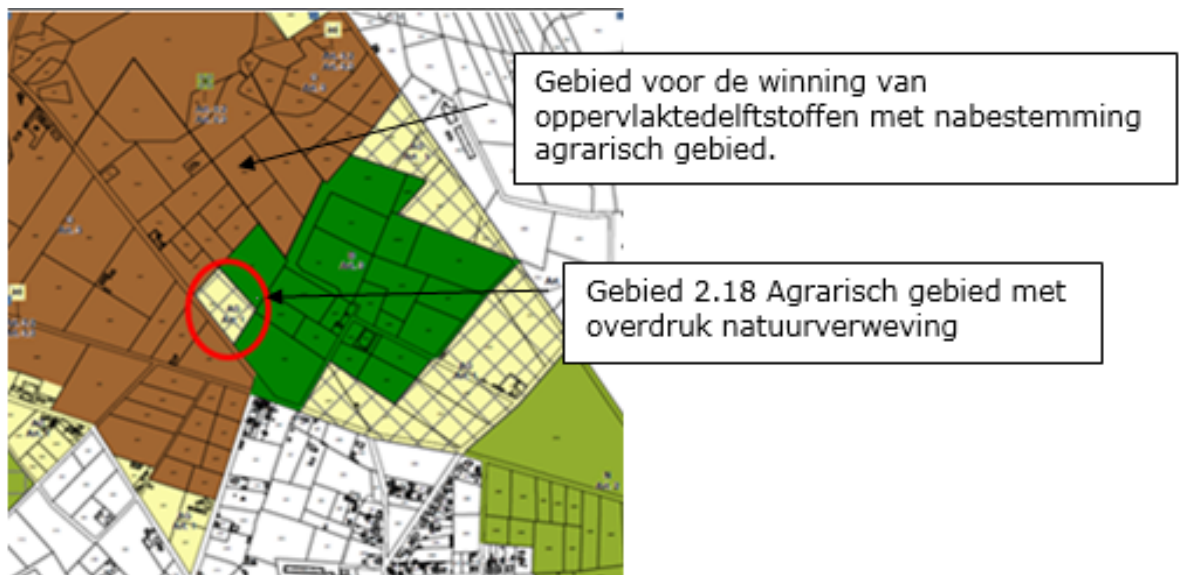 Gebied voor de winning van
oppervlaktedelftstoffen met nabestemming
agrarisch gebied.
Gebied 2.18 Agrarisch gebied met
overdruk natuurverweving